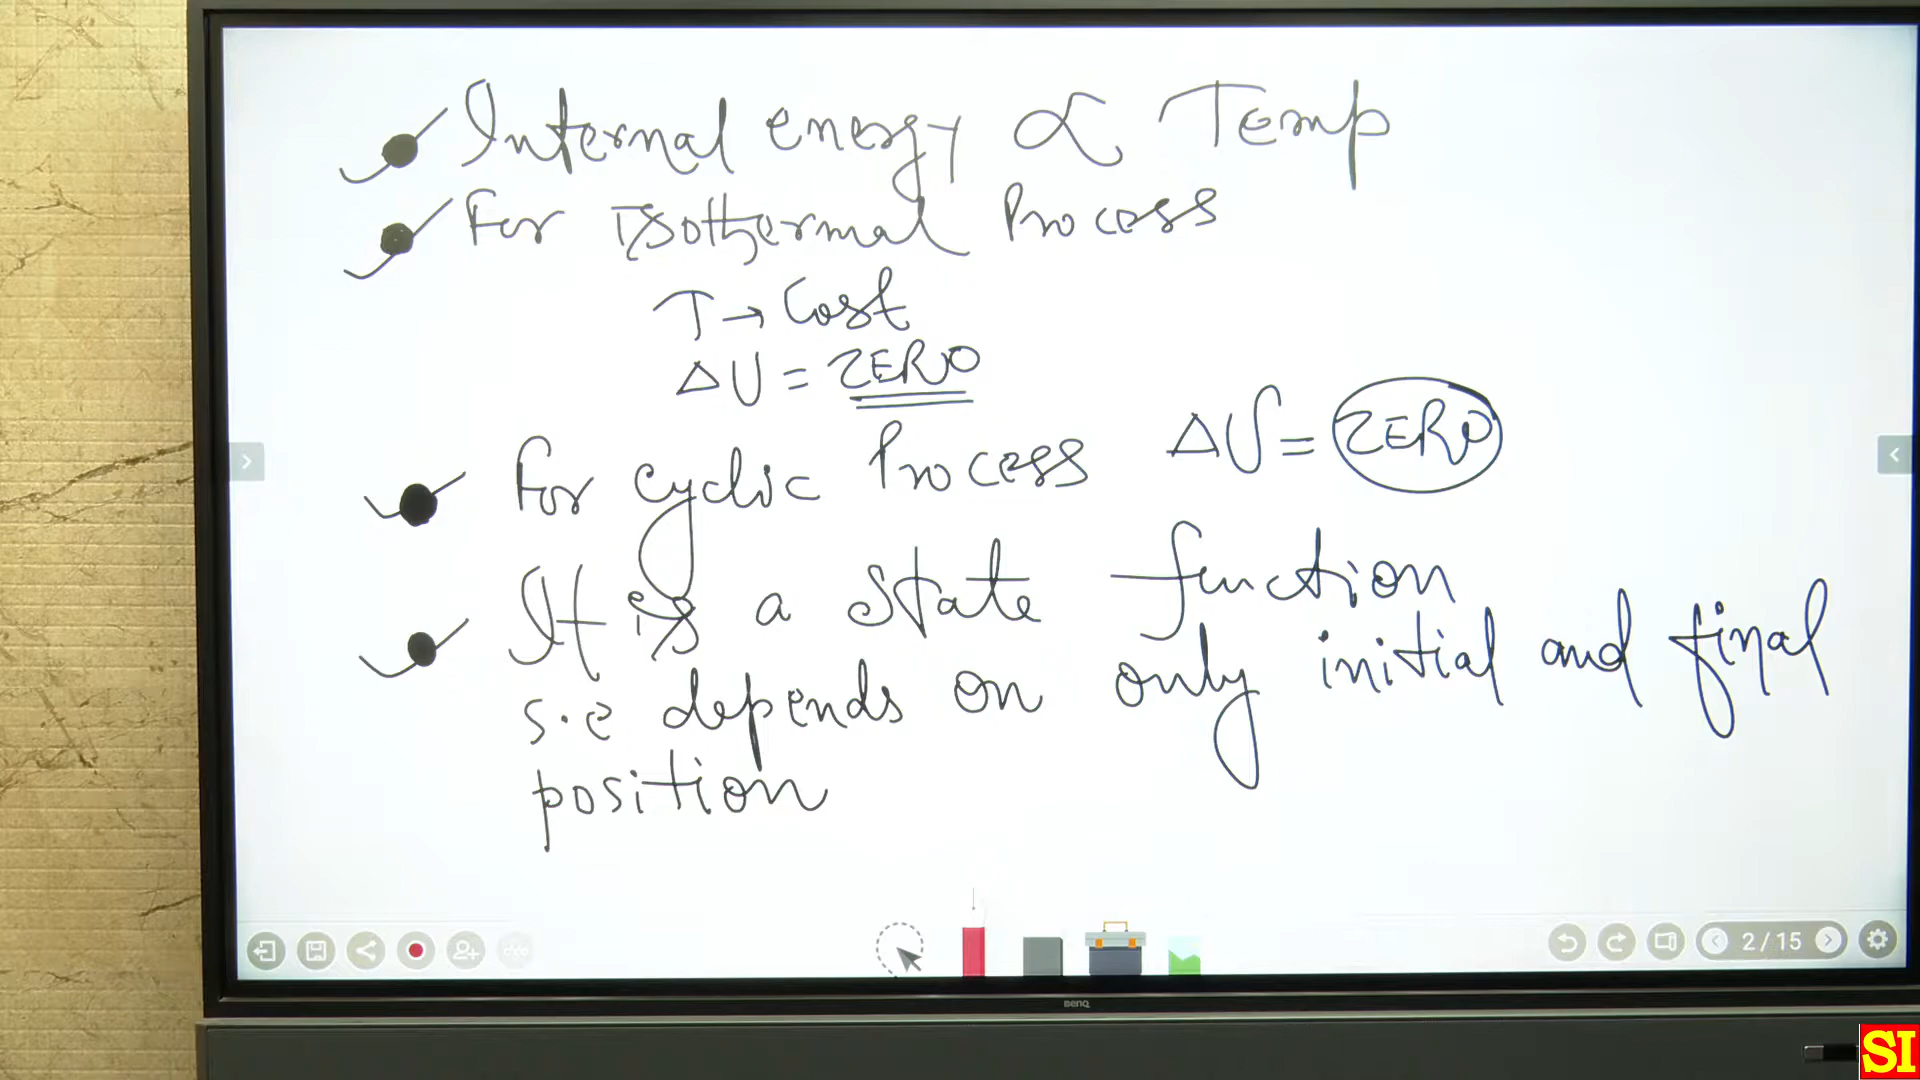 Internal energy ∝ Temp
For Isothermal Process
T → Cost
ΔU = ZERO
For cyclic Process ΔU = ZERO
It is a state function
s.e depends on only initial and final
position
2/15
BenQ
SI